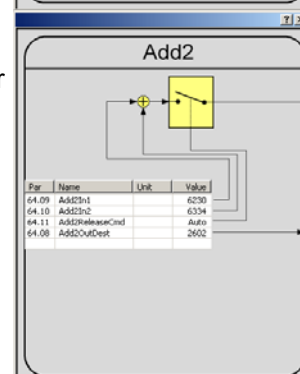 Add2
r
Par Name Unit Value
64.09 Add2In1 6230
64.10 Add2In2 6334
64.11 Add2ReleaseCmd Auto
64.08 Add2OutDest 2602